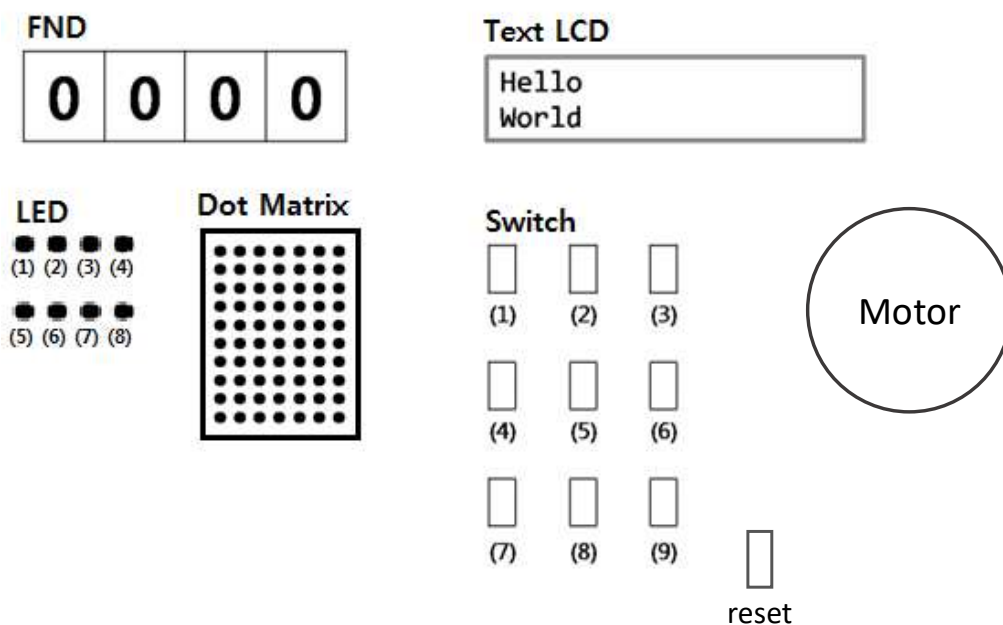 FND
0 0 0 0
Text LCD
Hello
World
LED
(1) (2) (3) (4)
(5) (6) (7) (8)
Dot Matrix
Switch
(1) (2) (3)
(4) (5) (6)
(7) (8) (9)
Motor
reset